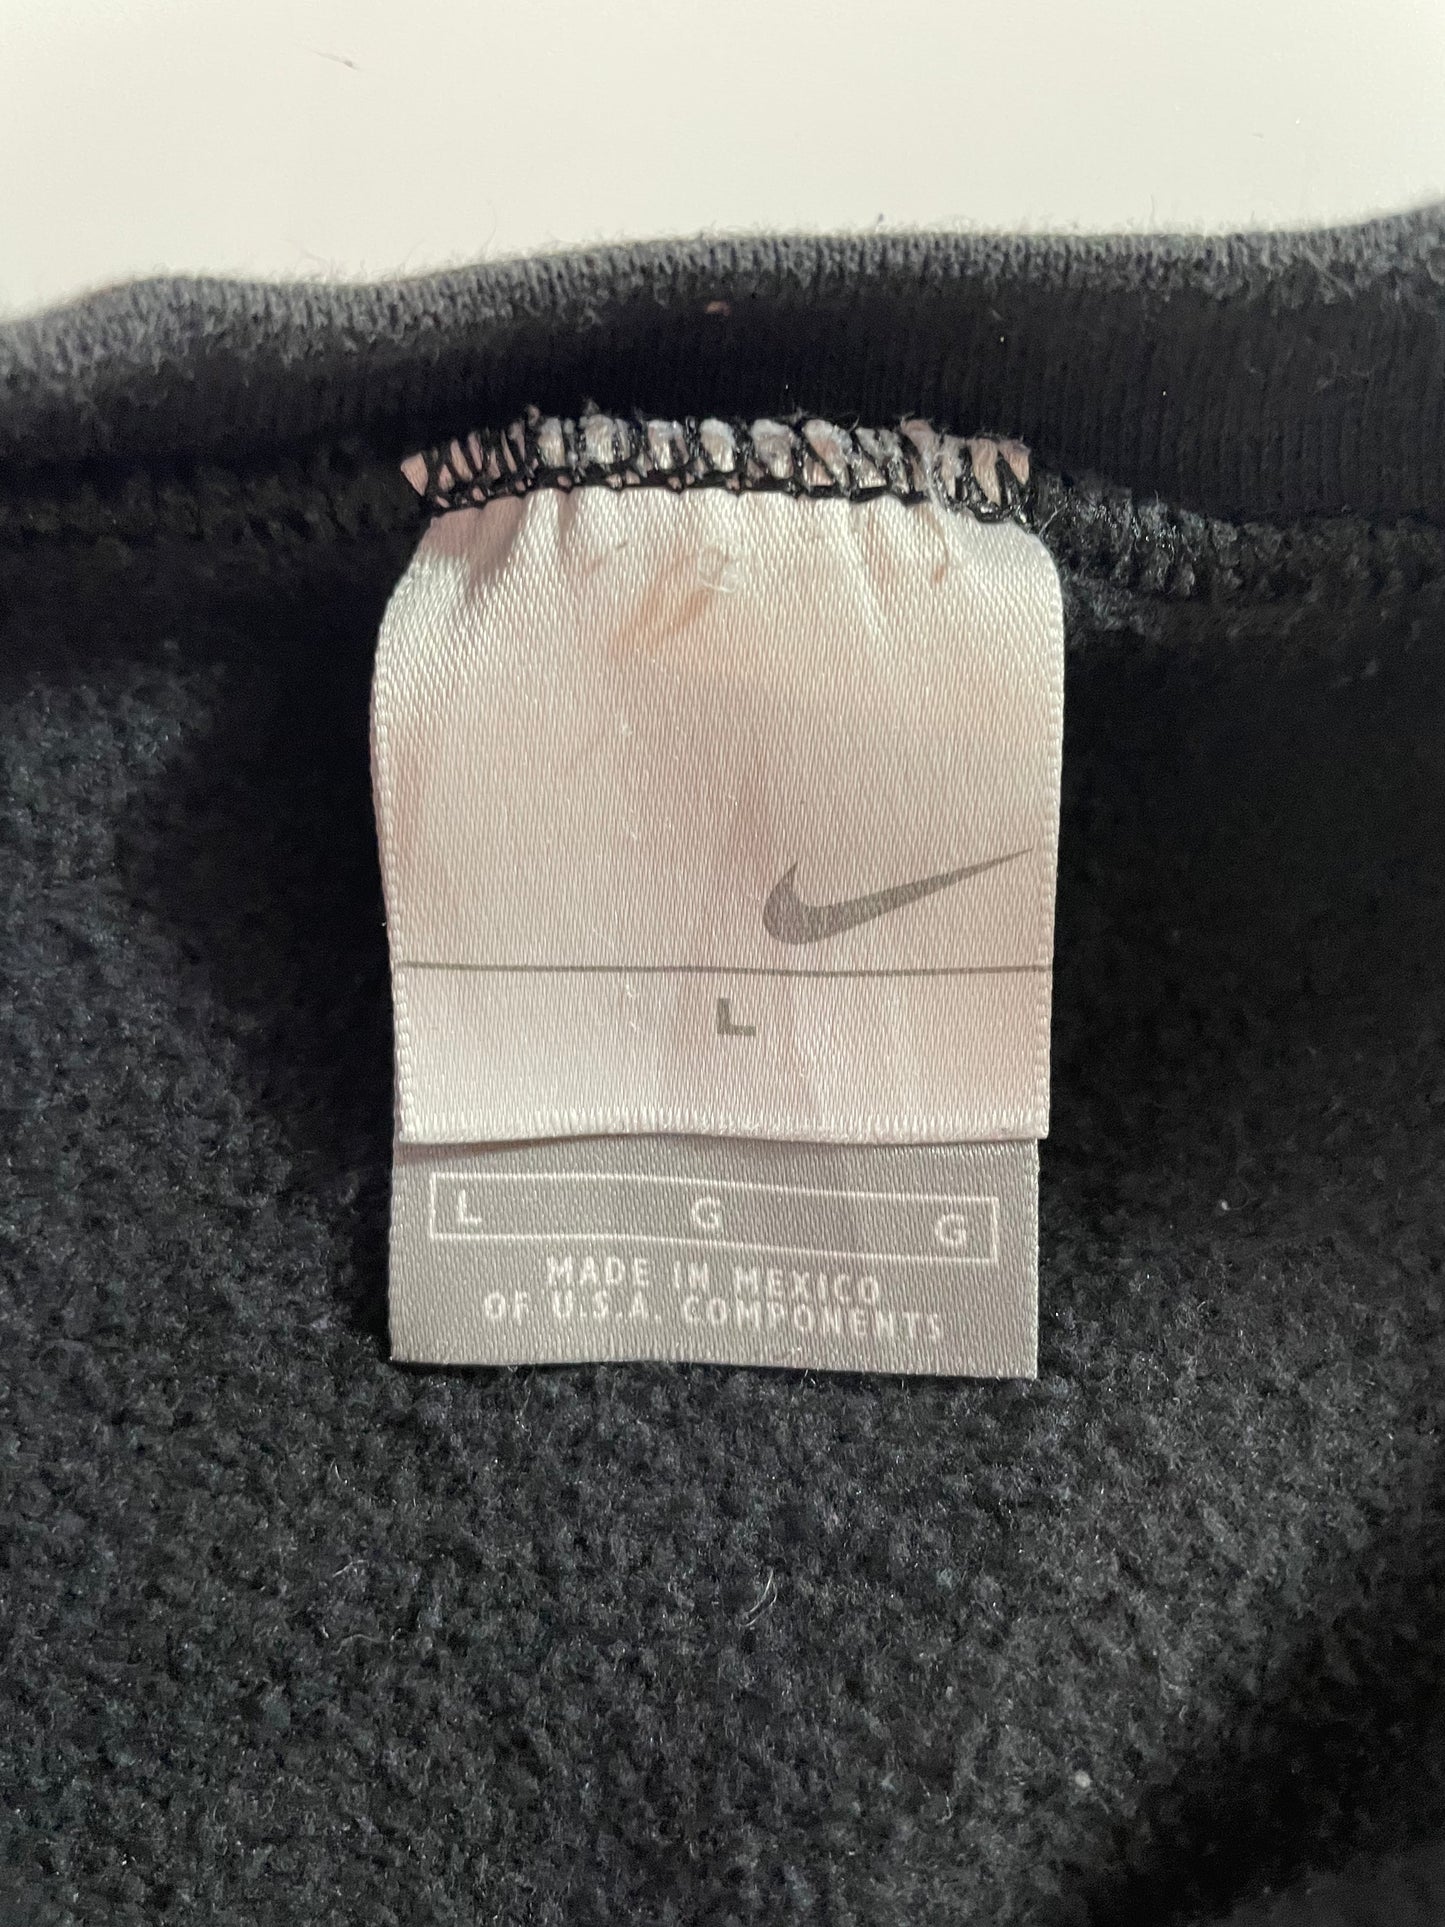 L
L G G
MADE IN MEXICO
OF U.S.A. COMPONENTS